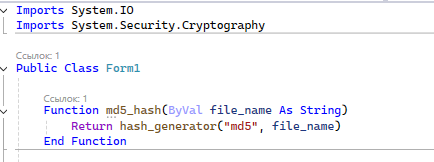 Imports System.IO
Imports System.Security.Cryptography
Ссылок: 1
Public Class Form1
Ссылок: 1
Function md5_hash(ByVal file_name As String)
Return hash_generator("md5", file_name)
End Function